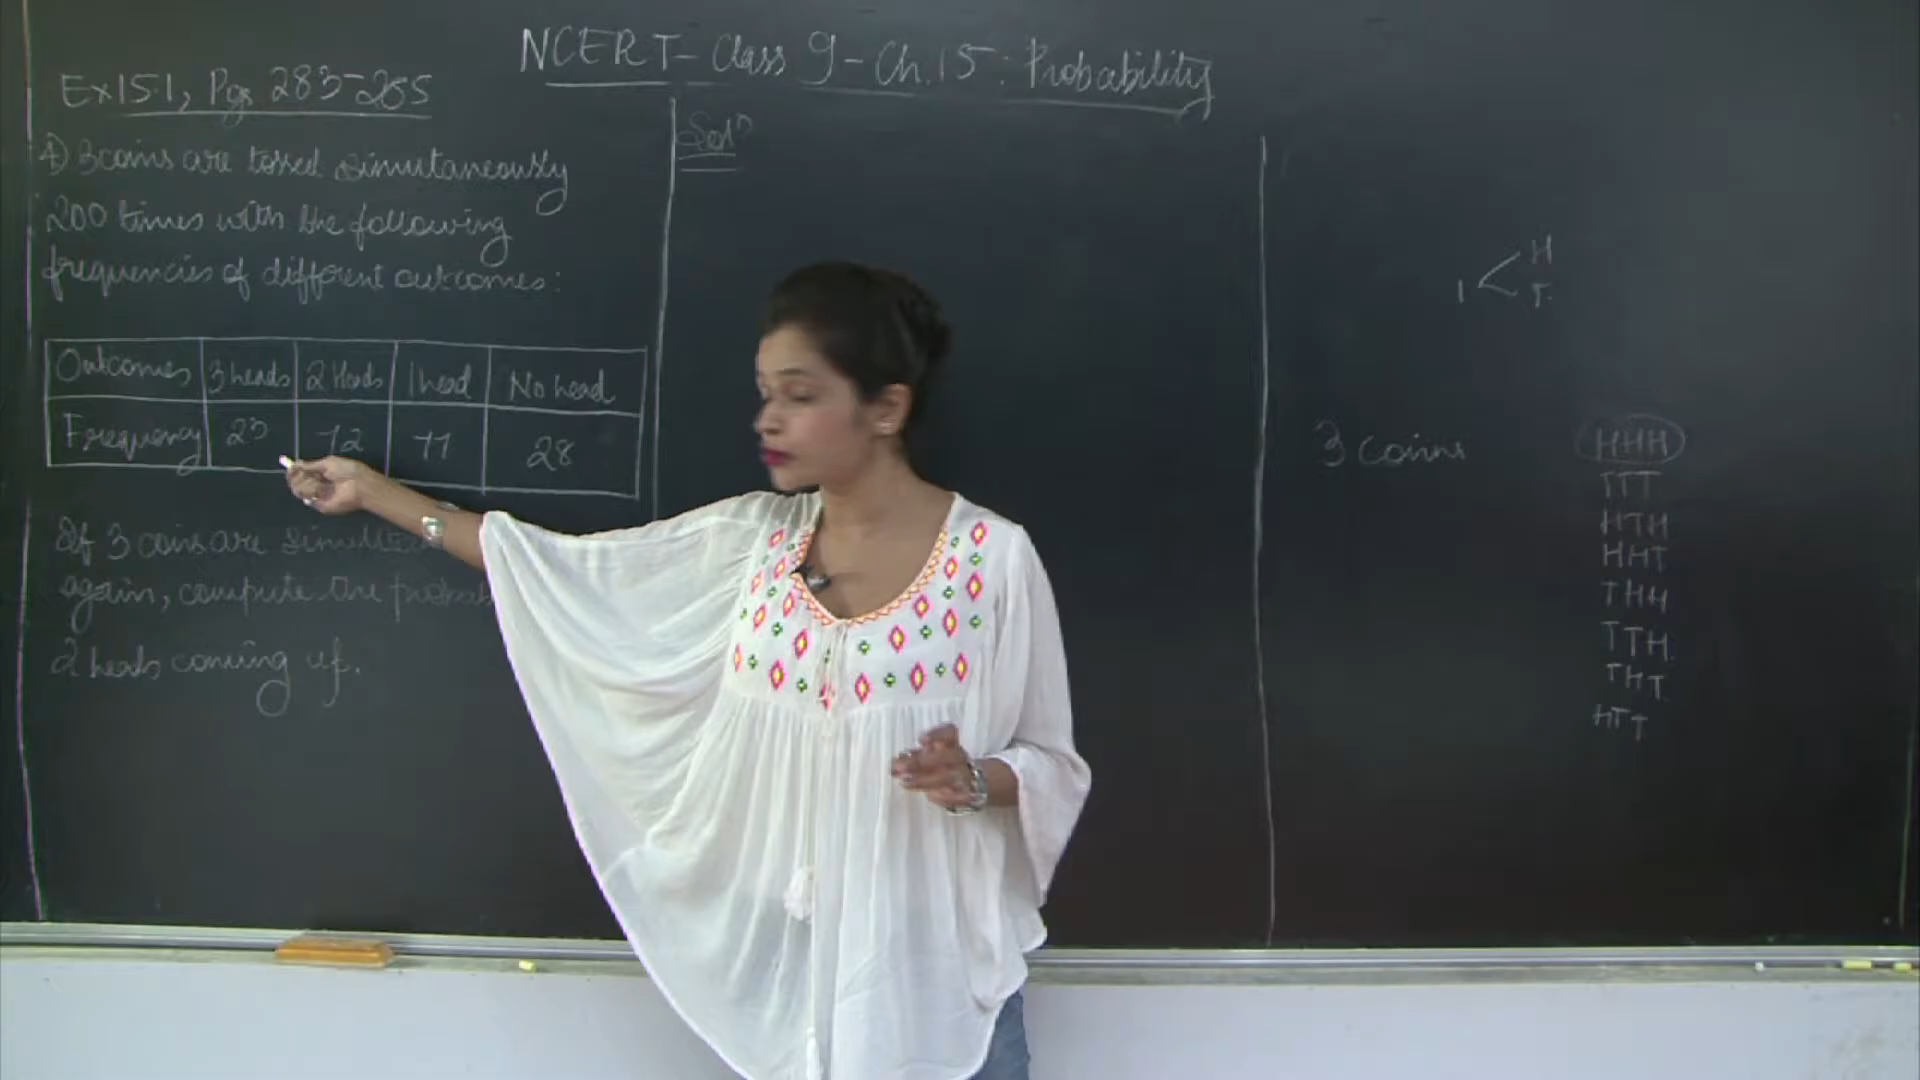 NCERT - Class 9 - Ch. 15 : Probability
Ex 15.1, Pgs 283-285
4) 3 coins are tossed simultaneously
200 times with the following
frequencies of different outcomes:
Outcomes 3 heads 2 Heads 1 head No head
Frequency 23 72 77 28
If 3 coins are
again, compute the
2 heads coming up.
Solⁿ
1 < H
T
3 coins HHH
TTT
HTH
HHT
THH
TTH
THT
HTT